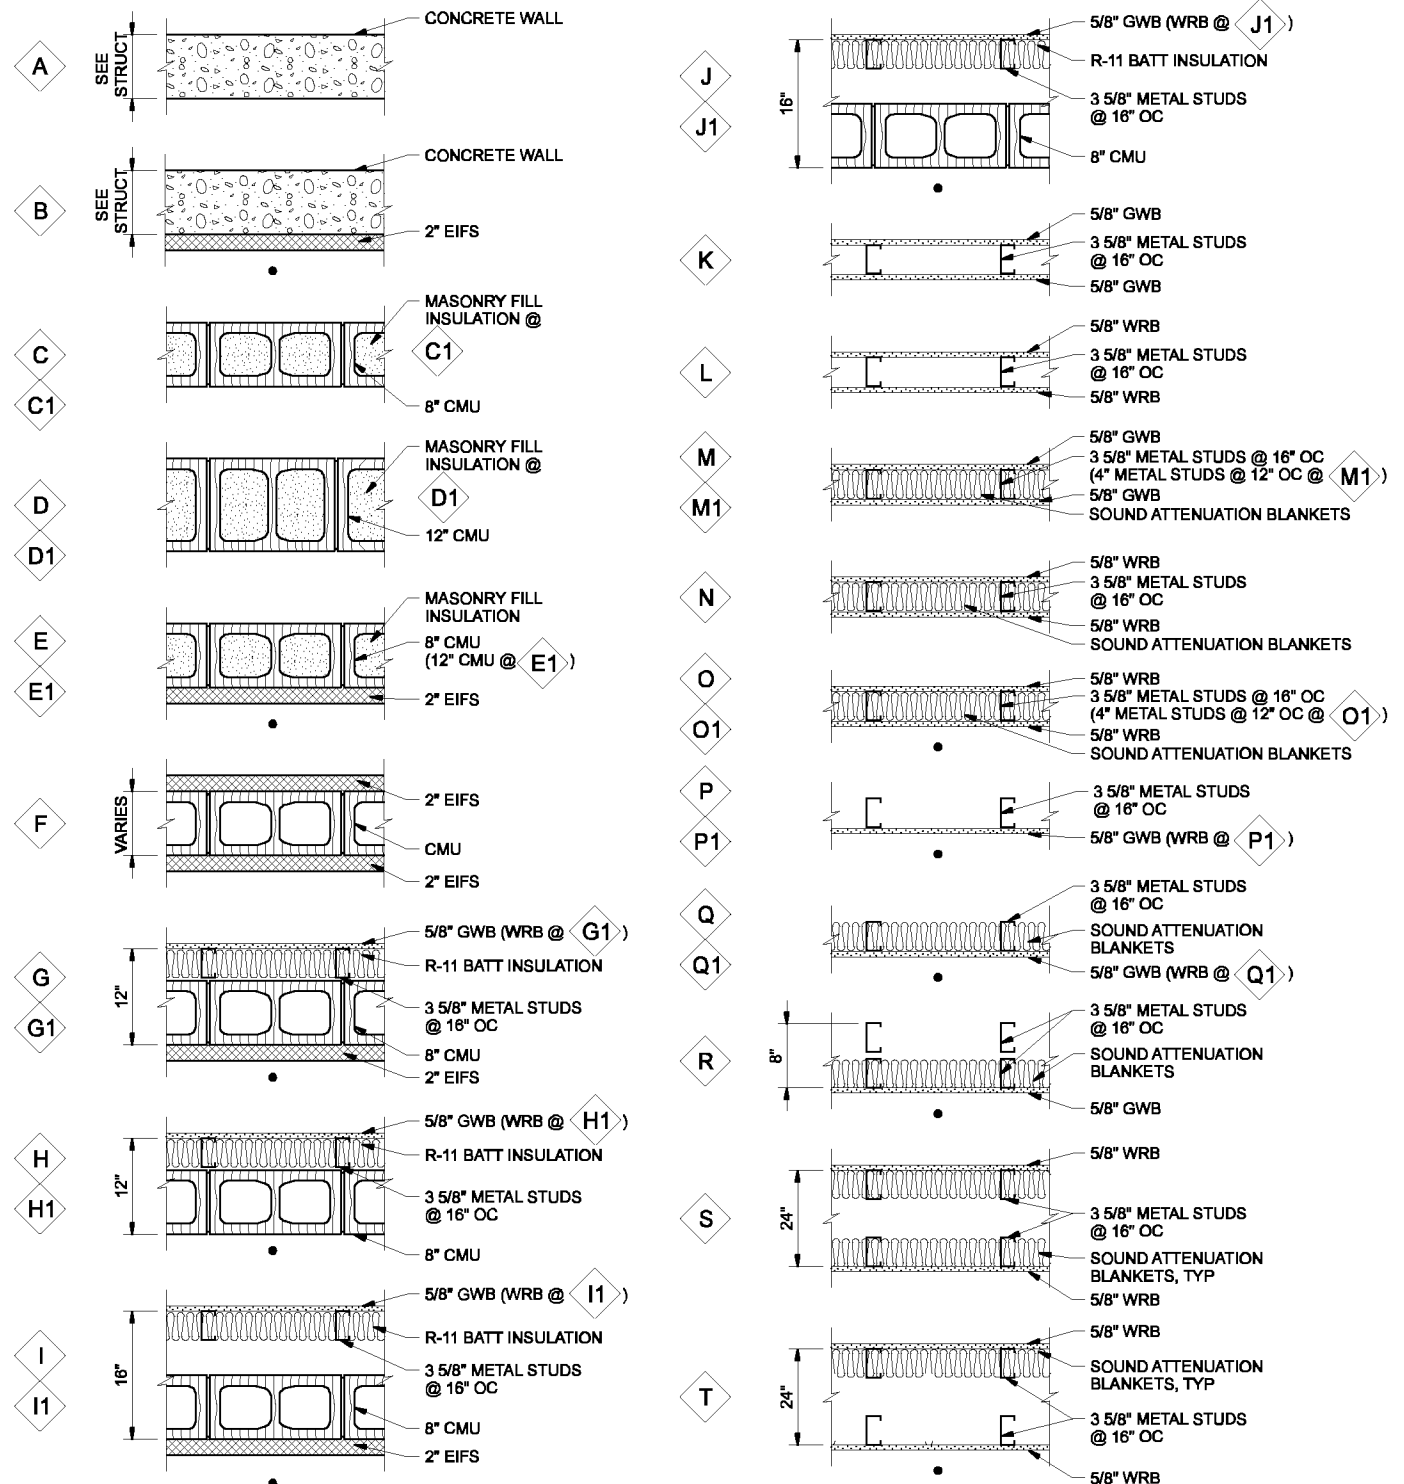 A
SEE
STRUCT
CONCRETE WALL
B
SEE
STRUCT
CONCRETE WALL
2" EIFS
C
C1
MASONRY FILL
INSULATION @
C1
8" CMU
D
D1
MASONRY FILL
INSULATION @
D1
12" CMU
E
E1
MASONRY FILL
INSULATION
8" CMU
(12" CMU @ E1 )
2" EIFS
F
VARIES
2" EIFS
CMU
2" EIFS
G
G1
12"
5/8" GWB (WRB @ G1 )
R-11 BATT INSULATION
3 5/8" METAL STUDS
@ 16" OC
8" CMU
2" EIFS
H
H1
12"
5/8" GWB (WRB @ H1 )
R-11 BATT INSULATION
3 5/8" METAL STUDS
@ 16" OC
8" CMU
I
I1
16"
5/8" GWB (WRB @ I1 )
R-11 BATT INSULATION
3 5/8" METAL STUDS
@ 16" OC
8" CMU
2" EIFS
J
J1
16"
5/8" GWB (WRB @ J1 )
R-11 BATT INSULATION
3 5/8" METAL STUDS
@ 16" OC
8" CMU
K
5/8" GWB
3 5/8" METAL STUDS
@ 16" OC
5/8" GWB
L
5/8" WRB
3 5/8" METAL STUDS
@ 16" OC
5/8" WRB
M
M1
5/8" GWB
3 5/8" METAL STUDS @ 16" OC
(4" METAL STUDS @ 12" OC @ M1 )
5/8" GWB
SOUND ATTENUATION BLANKETS
N
5/8" WRB
3 5/8" METAL STUDS
@ 16" OC
5/8" WRB
SOUND ATTENUATION BLANKETS
O
O1
5/8" WRB
3 5/8" METAL STUDS @ 16" OC
(4" METAL STUDS @ 12" OC @ O1 )
5/8" WRB
SOUND ATTENUATION BLANKETS
P
P1
3 5/8" METAL STUDS
@ 16" OC
5/8" GWB (WRB @ P1 )
Q
Q1
3 5/8" METAL STUDS
@ 16" OC
SOUND ATTENUATION
BLANKETS
5/8" GWB (WRB @ Q1 )
R
8"
3 5/8" METAL STUDS
@ 16" OC
SOUND ATTENUATION
BLANKETS
5/8" GWB
S
24"
5/8" WRB
3 5/8" METAL STUDS
@ 16" OC
SOUND ATTENUATION
BLANKETS, TYP
5/8" WRB
T
24"
5/8" WRB
SOUND ATTENUATION
BLANKETS, TYP
3 5/8" METAL STUDS
@ 16" OC
5/8" WRB